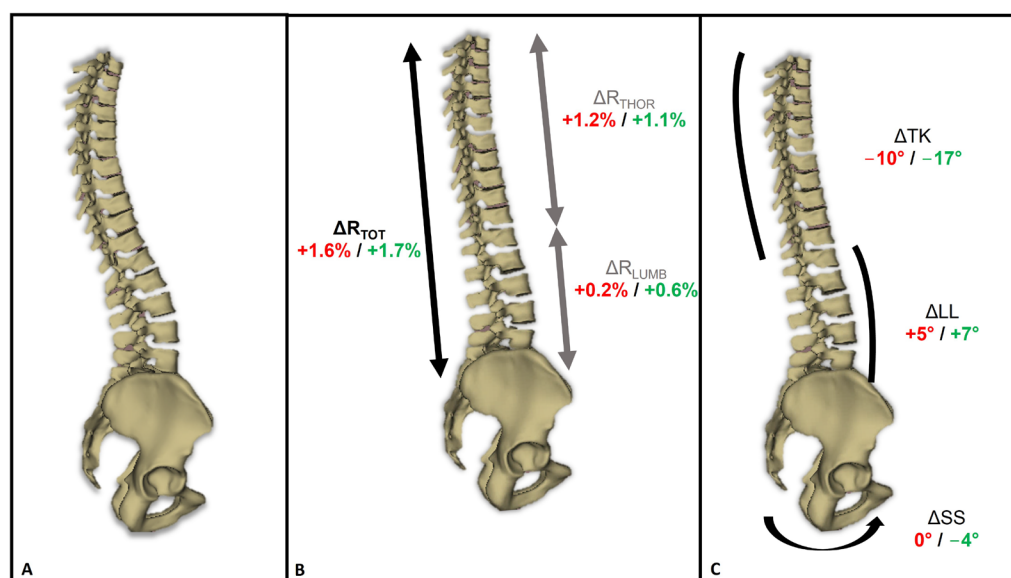 A
ΔR_TOT
+1.6% / +1.7%
ΔR_THOR
+1.2% / +1.1%
ΔR_LUMB
+0.2% / +0.6%
B
ΔTK
−10° / −17°
ΔLL
+5° / +7°
ΔSS
0° / −4°
C